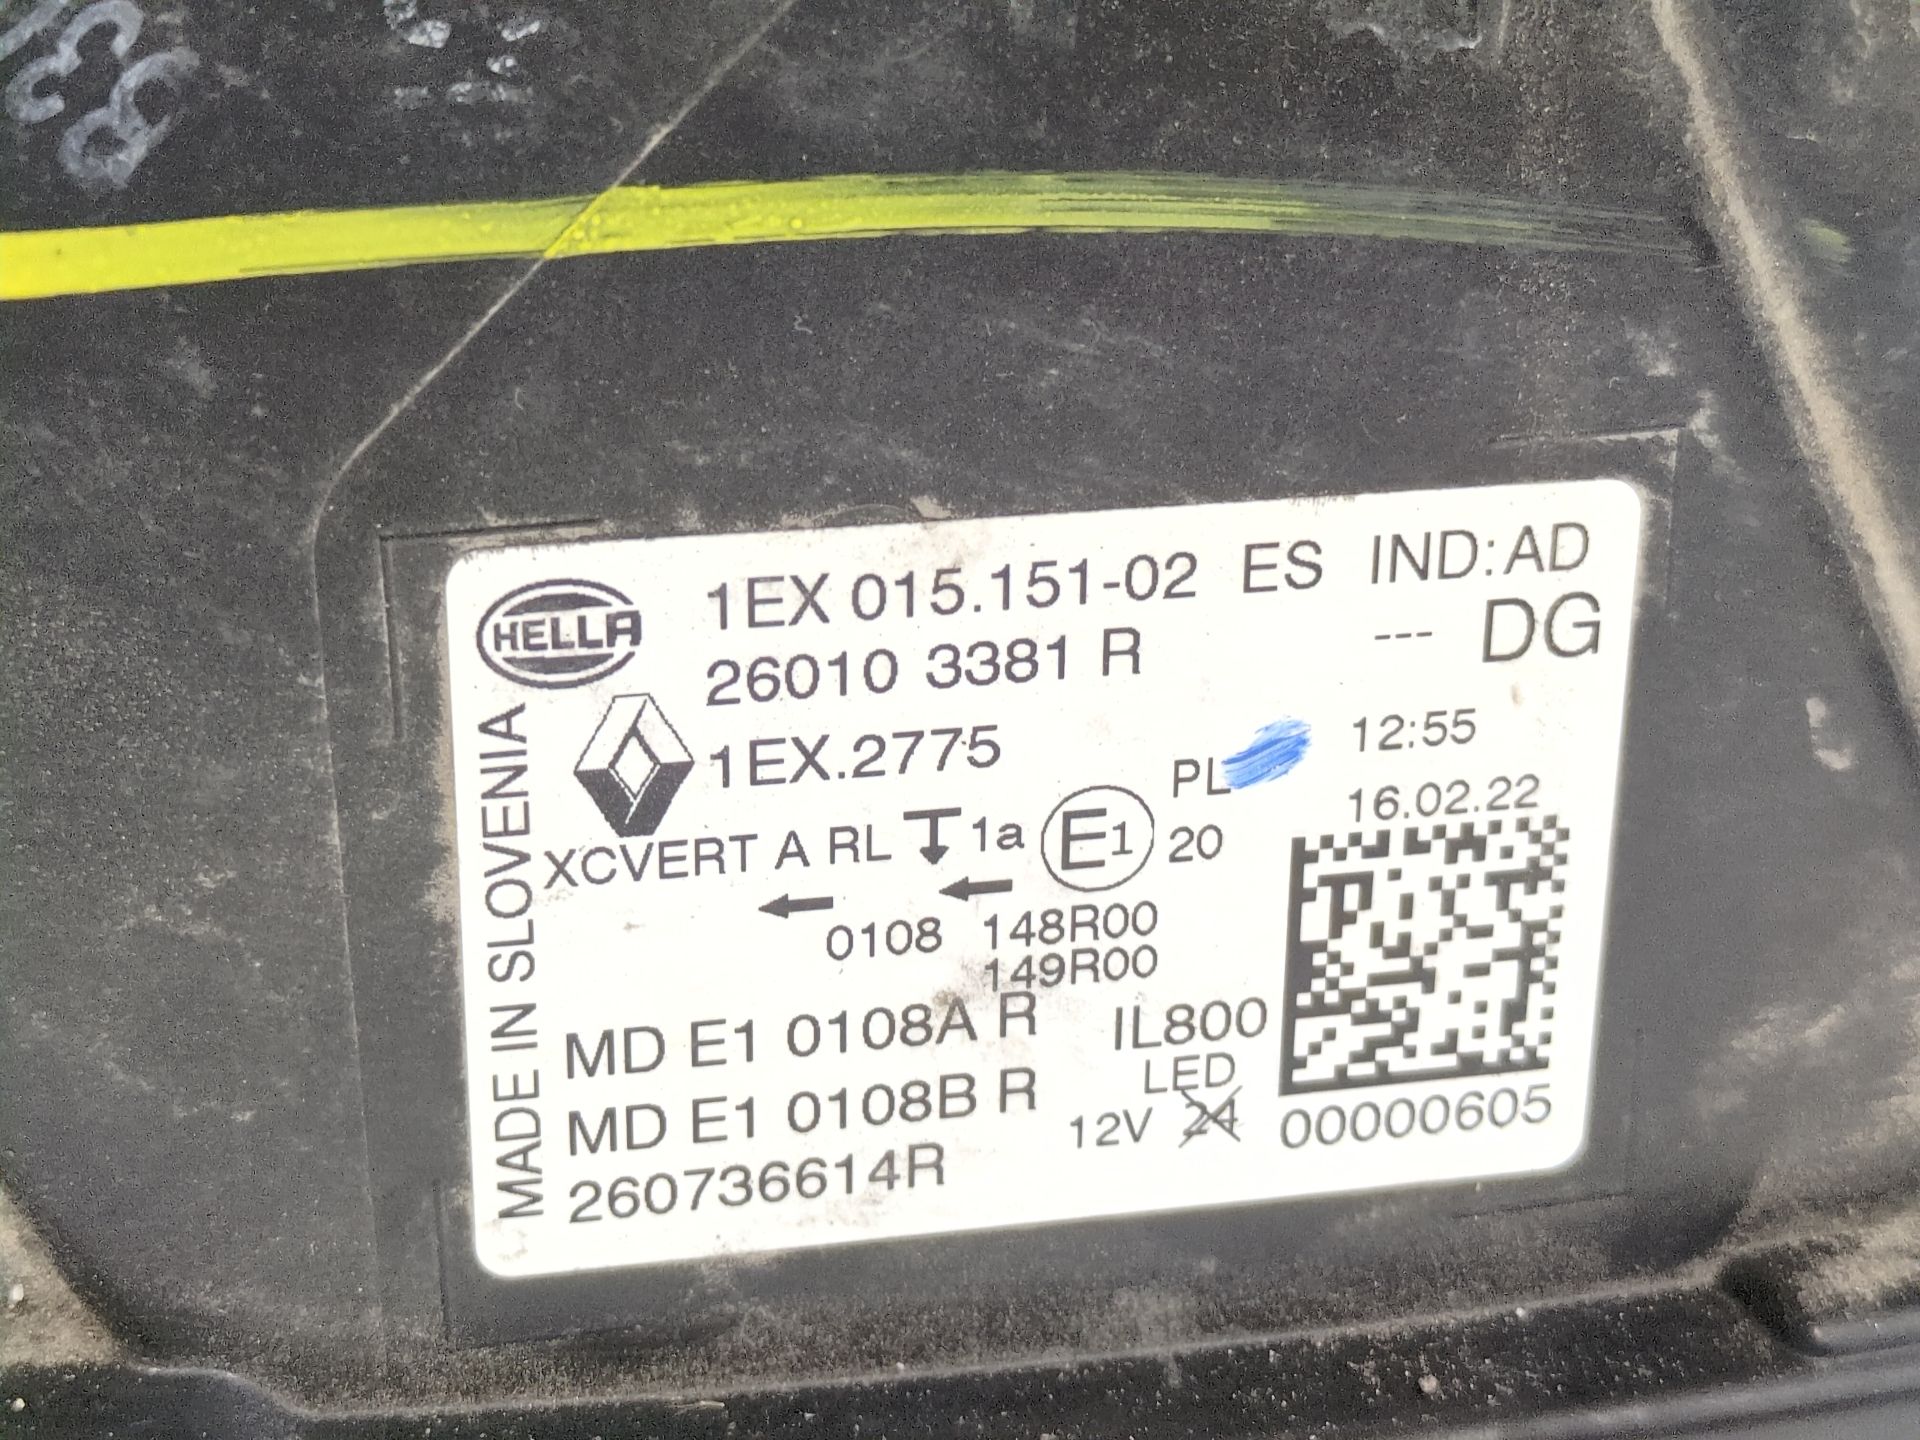 HELLA
1EX 015.151-02 ES IND:AD
26010 3381 R --- DG
1EX.2775
PL 12:55
16.02.22
XCVERT A RL 1a E1 20
0108 148R00
149R00
MD E1 0108A R IL800
LED
MD E1 0108B R 12V 24 00000605
260736614R
MADE IN SLOVENIA